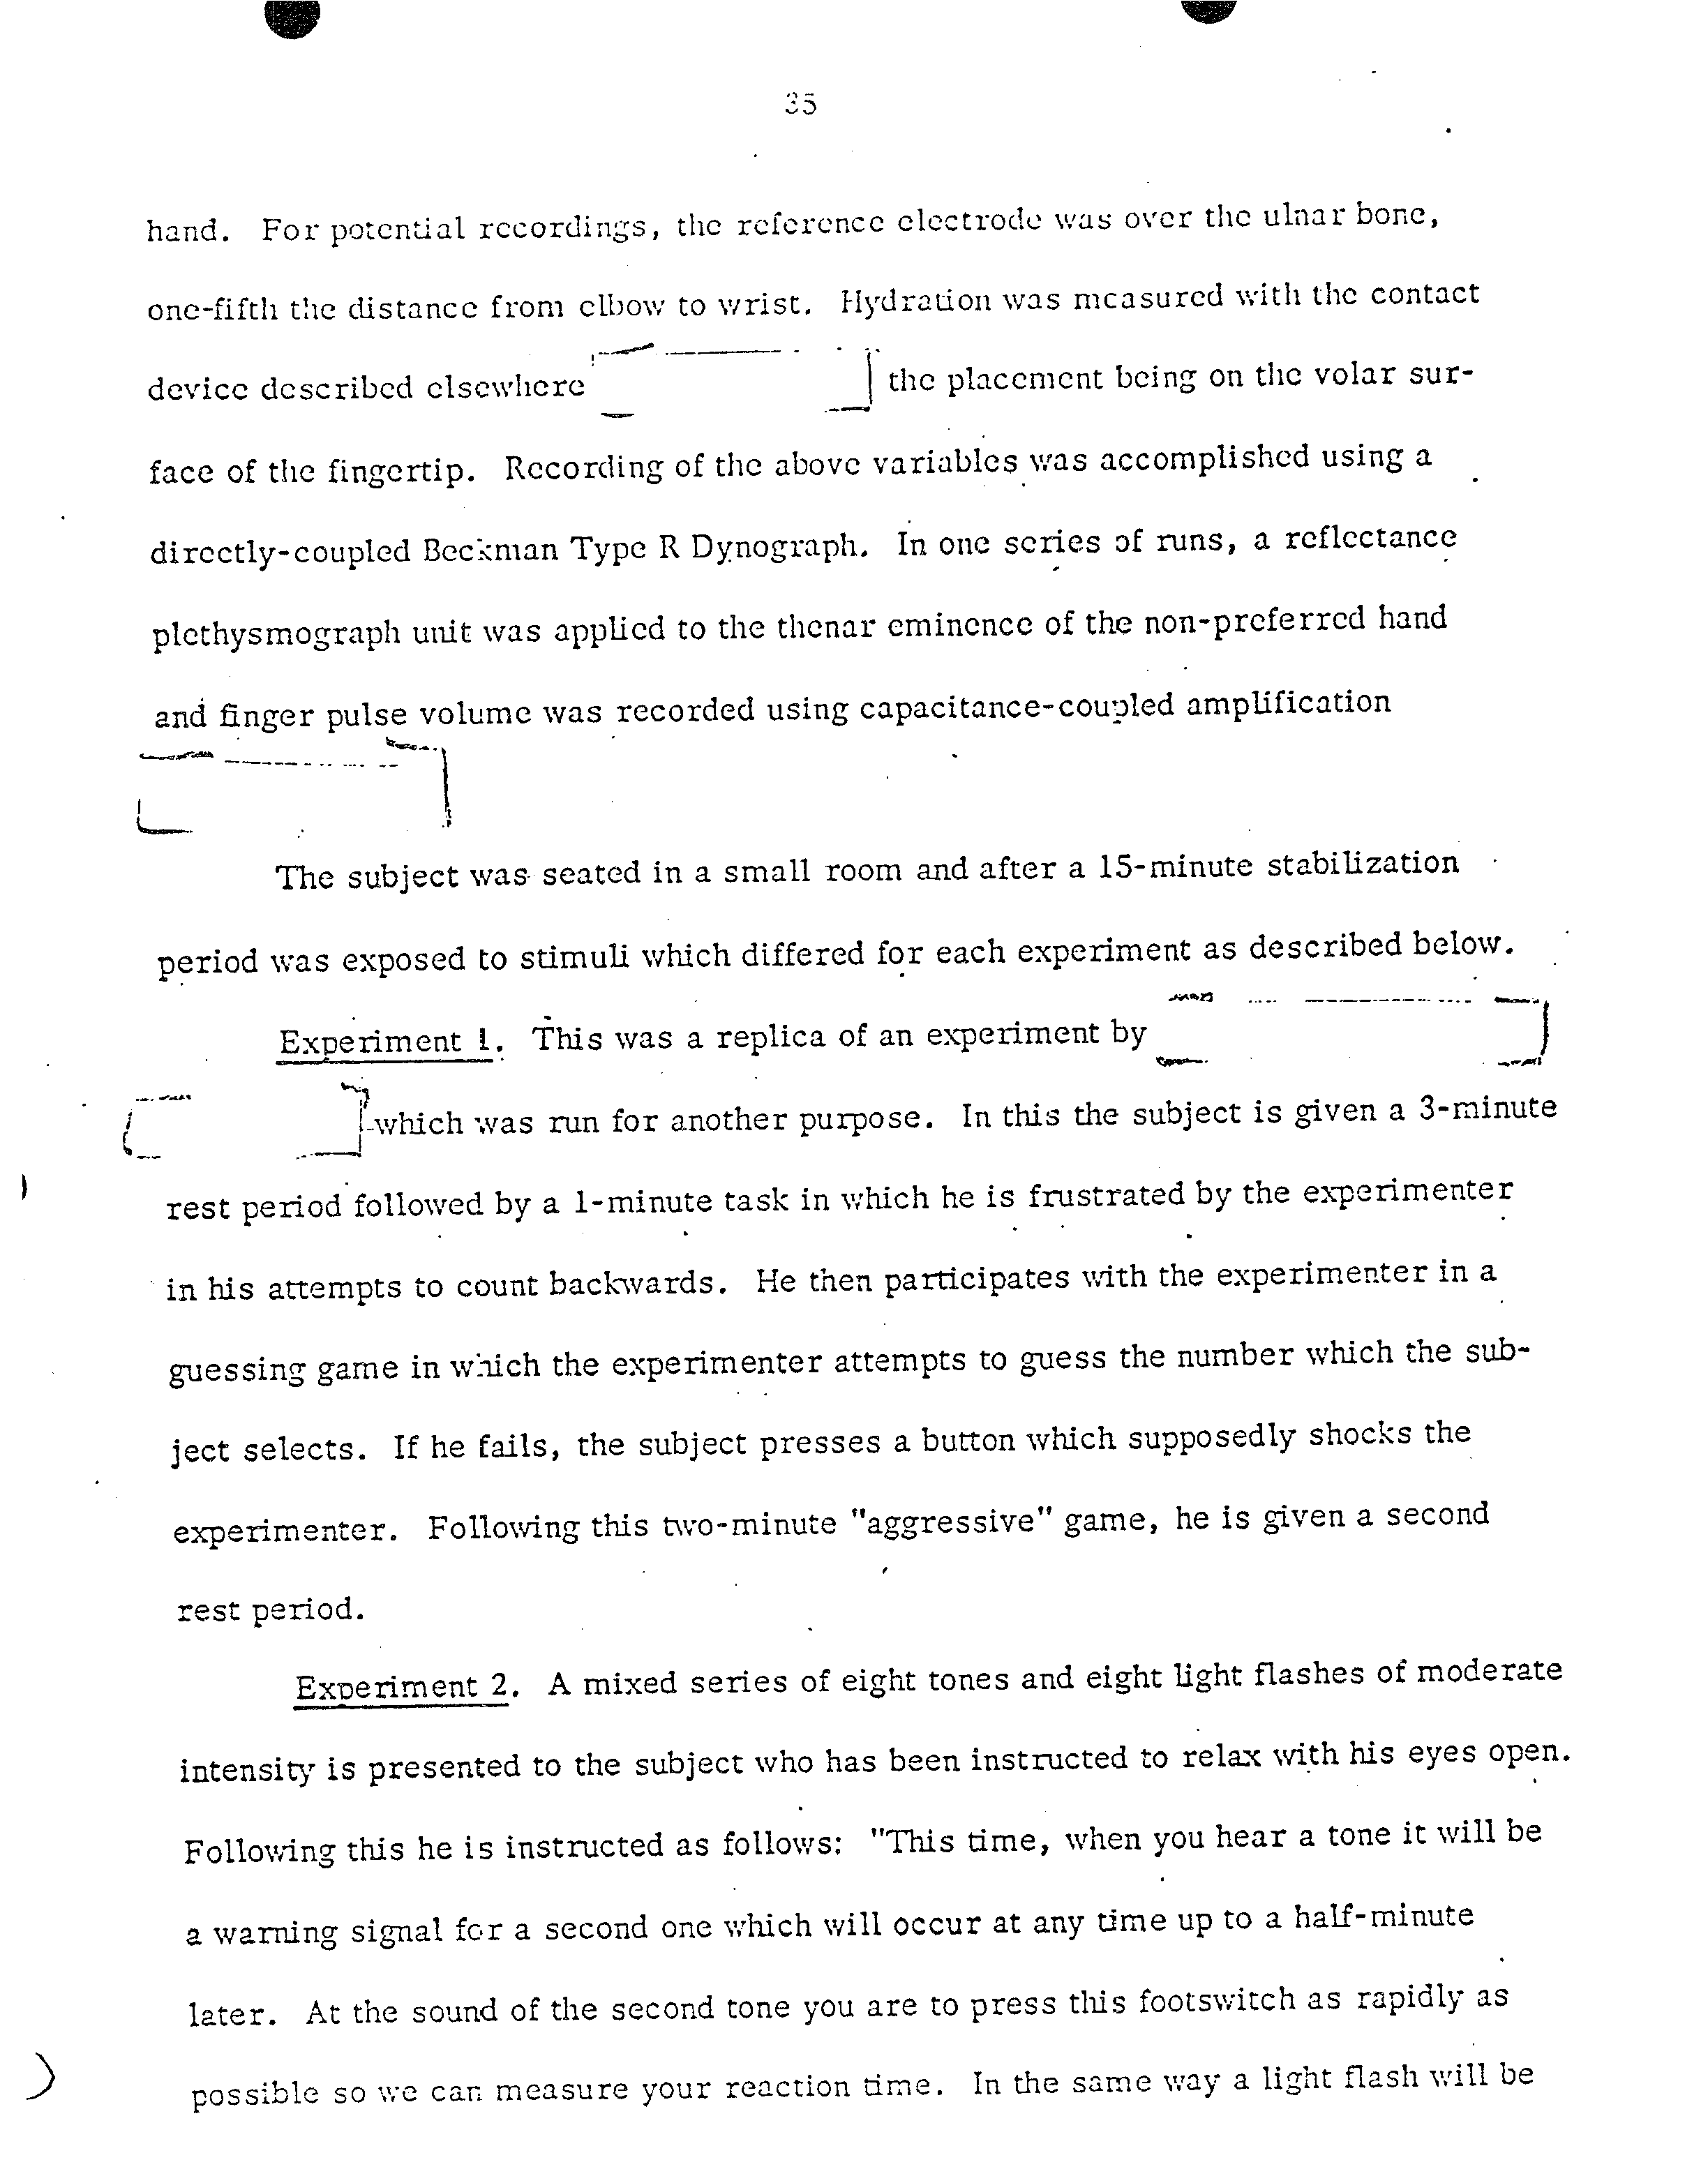 35
hand. For potential recordings, the reference electrode was over the ulnar bone,
one-fifth the distance from elbow to wrist. Hydration was measured with the contact
device described elsewhere the placement being on the volar sur-
face of the fingertip. Recording of the above variables was accomplished using a
directly-coupled Beckman Type R Dynograph. In one series of runs, a reflectance
plethysmograph unit was applied to the thenar eminence of the non-preferred hand
and finger pulse volume was recorded using capacitance-coupled amplification
The subject was seated in a small room and after a 15-minute stabilization
period was exposed to stimuli which differed for each experiment as described below.
Experiment 1. This was a replica of an experiment by
which was run for another purpose. In this the subject is given a 3-minute
rest period followed by a 1-minute task in which he is frustrated by the experimenter
in his attempts to count backwards. He then participates with the experimenter in a
guessing game in which the experimenter attempts to guess the number which the sub-
ject selects. If he fails, the subject presses a button which supposedly shocks the
experimenter. Following this two-minute "aggressive" game, he is given a second
rest period.
Experiment 2. A mixed series of eight tones and eight light flashes of moderate
intensity is presented to the subject who has been instructed to relax with his eyes open.
Following this he is instructed as follows: "This time, when you hear a tone it will be
a warning signal for a second one which will occur at any time up to a half-minute
later. At the sound of the second tone you are to press this footswitch as rapidly as
possible so we can measure your reaction time. In the same way a light flash will be